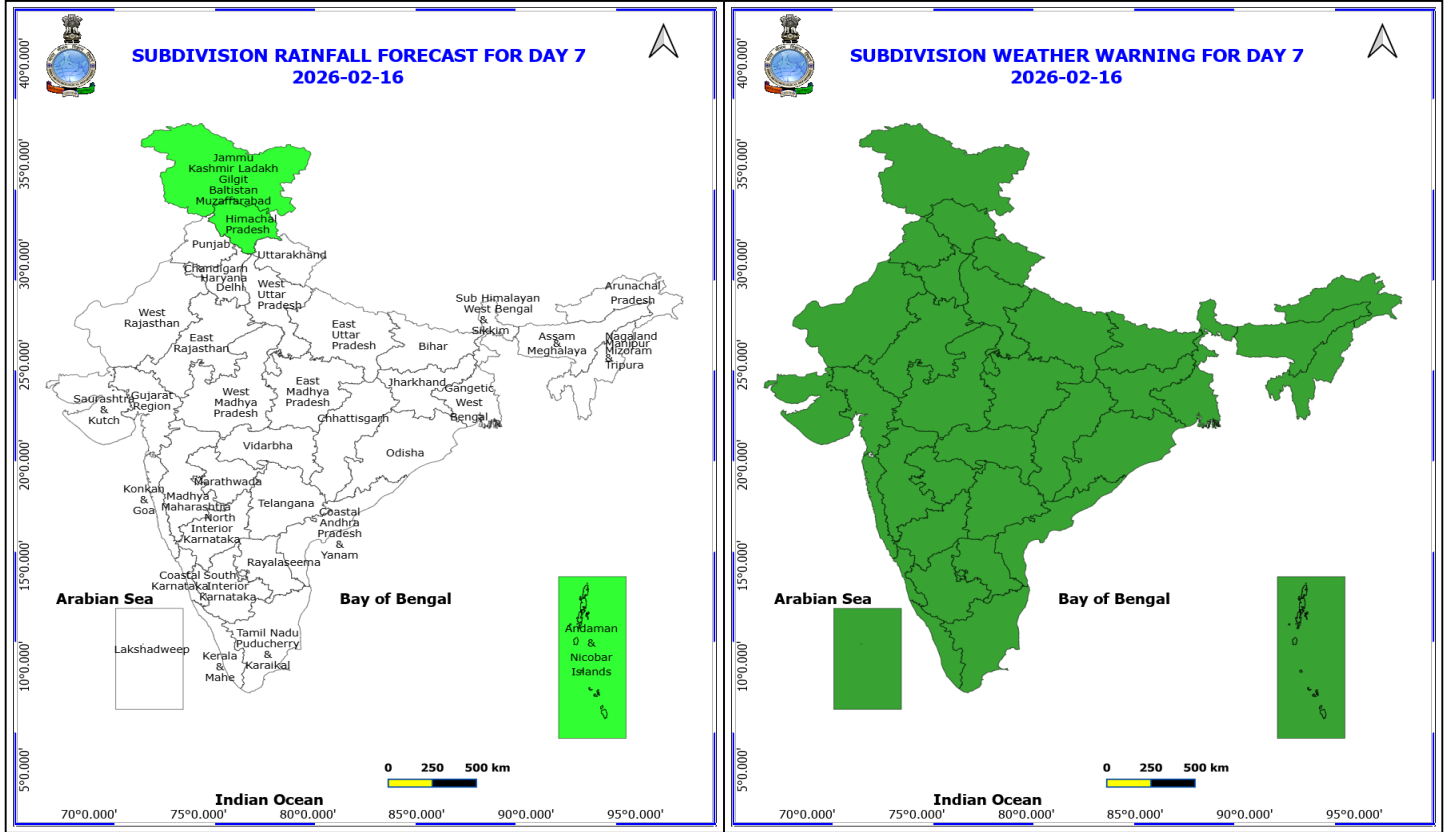 SUBDIVISION RAINFALL FORECAST FOR DAY 7
2026-02-16
40°0.000'
35°0.000'
30°0.000'
25°0.000'
20°0.000'
15°0.000'
10°0.000'
5°0.000'
Jammu
Kashmir Ladakh
Gilgit
Baltistan
Muzaffarabad
Himachal
Pradesh
Punjab
Uttarakhand
Chandigarh
Haryana
Delhi
West
Uttar
Pradesh
West
Rajasthan
East
Rajasthan
East
Uttar
Pradesh
Bihar
Sub Himalayan
West Bengal
&
Sikkim
Arunachal
Pradesh
Assam
&
Meghalaya
Nagaland
Manipur
Mizoram
&
Tripura
Saurashtra
&
Kutch
Gujarat
Region
West
Madhya
Pradesh
East
Madhya
Pradesh
Jharkhand
Gangetic
West
Bengal
Chhattisgarh
Vidarbha
Odisha
Konkan
&
Goa
Madhya
Maharashtra
Marathwada
Telangana
North
Interior
Karnataka
Coastal
Andhra
Pradesh
&
Yanam
Rayalaseema
Coastal
Karnataka
South
Interior
Karnataka
Arabian Sea
Bay of Bengal
Lakshadweep
Kerala
&
Mahe
Tamil Nadu
Puducherry
&
Karaikal
Andaman
&
Nicobar
Islands
0 250 500 km
Indian Ocean
70°0.000' 75°0.000' 80°0.000' 85°0.000' 90°0.000' 95°0.000'
SUBDIVISION WEATHER WARNING FOR DAY 7
2026-02-16
40°0.000'
35°0.000'
30°0.000'
25°0.000'
20°0.000'
15°0.000'
10°0.000'
5°0.000'
Arabian Sea
Bay of Bengal
0 250 500 km
Indian Ocean
70°0.000' 75°0.000' 80°0.000' 85°0.000' 90°0.000' 95°0.000'